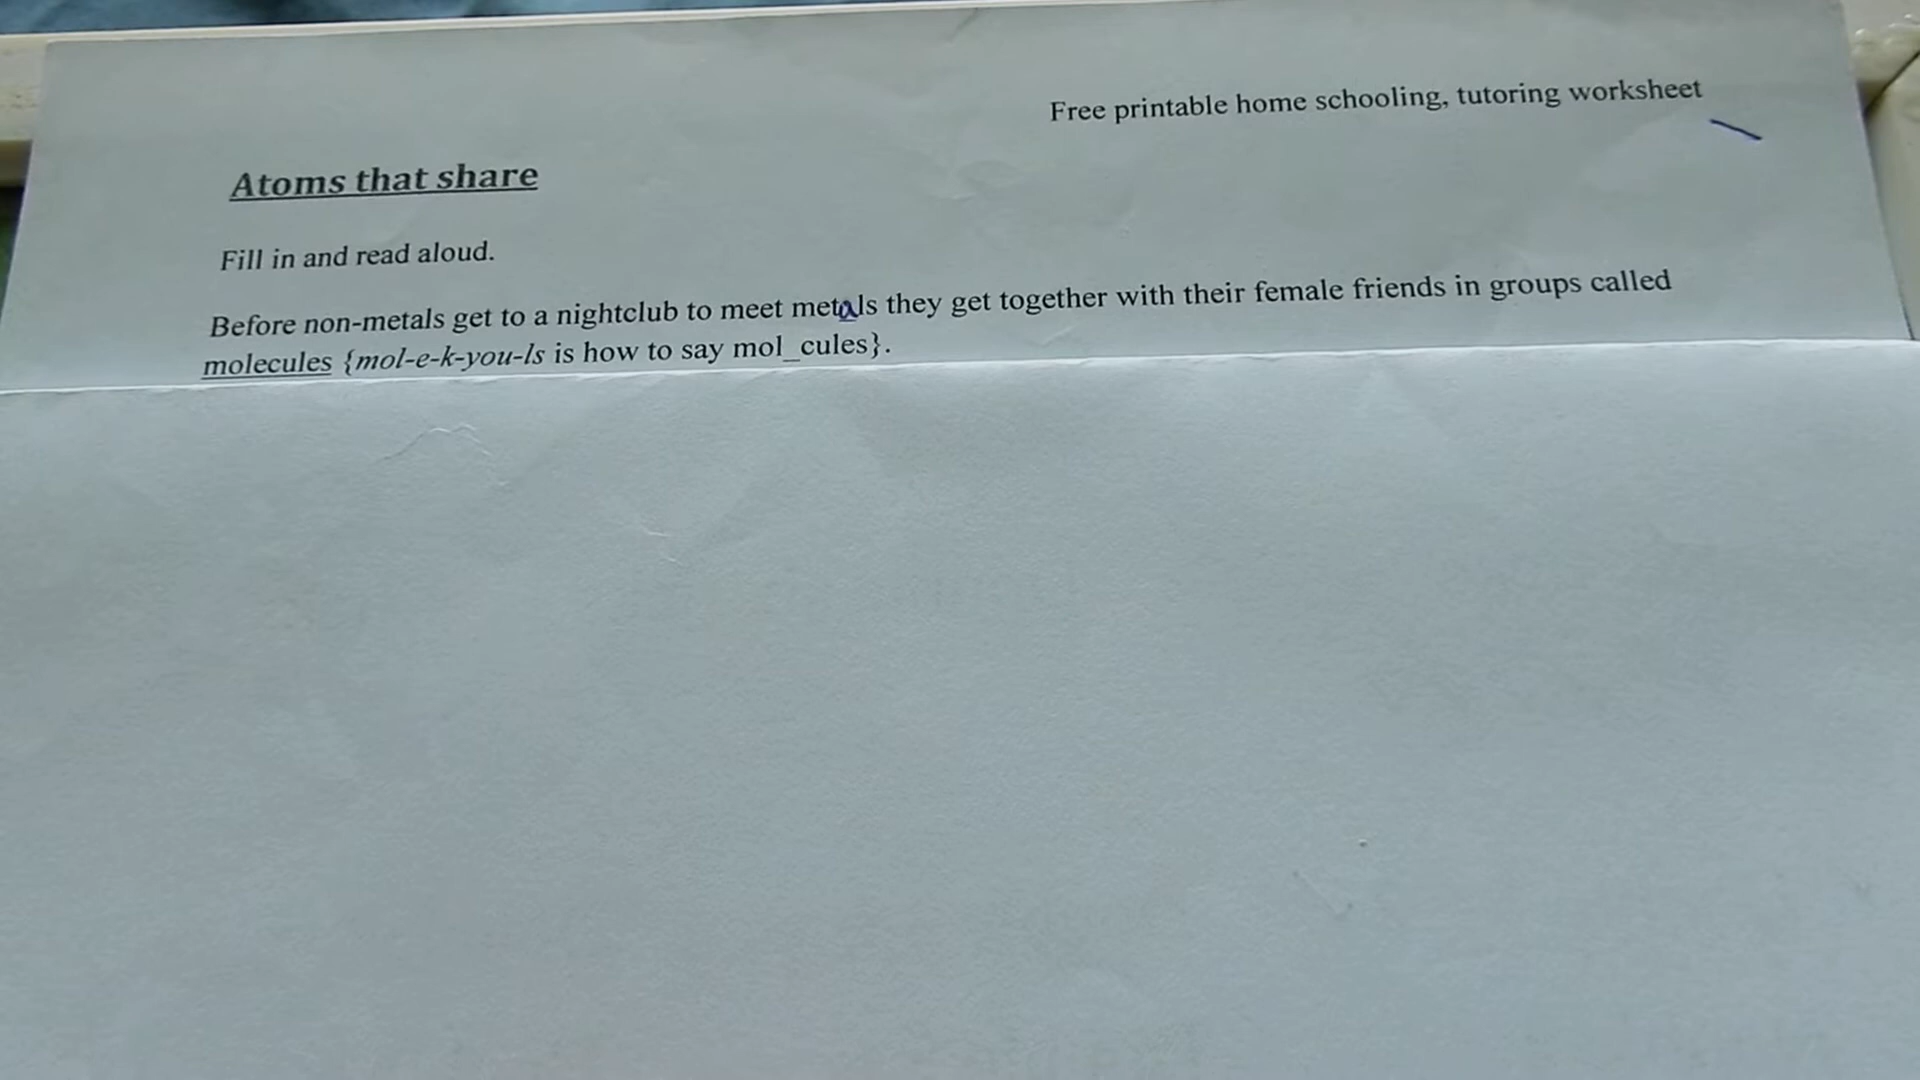 Free printable home schooling, tutoring worksheet
Atoms that share
Fill in and read aloud.
Before non-metals get to a nightclub to meet metals they get together with their female friends in groups called
molecules {mol-e-k-you-ls is how to say mol_cules}.